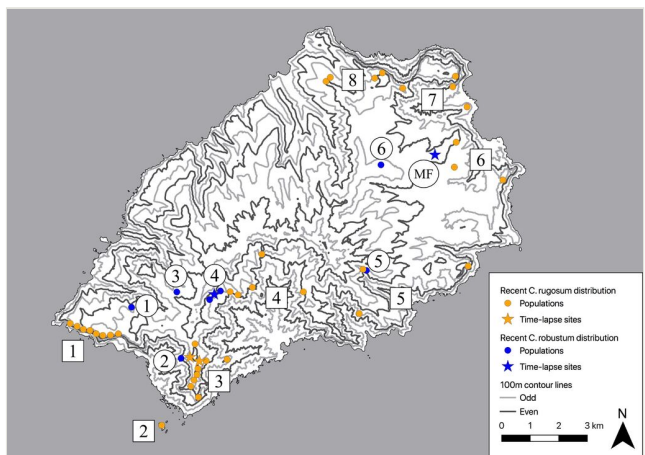 8
7
6
MF
6
5
3
4
4
5
1
1
2
3
2
Recent C. rugosum distribution
Populations
Time-lapse sites
Recent C. robustum distribution
Populations
Time-lapse sites
100m contour lines
Odd
Even
0 1 2 3 km
N